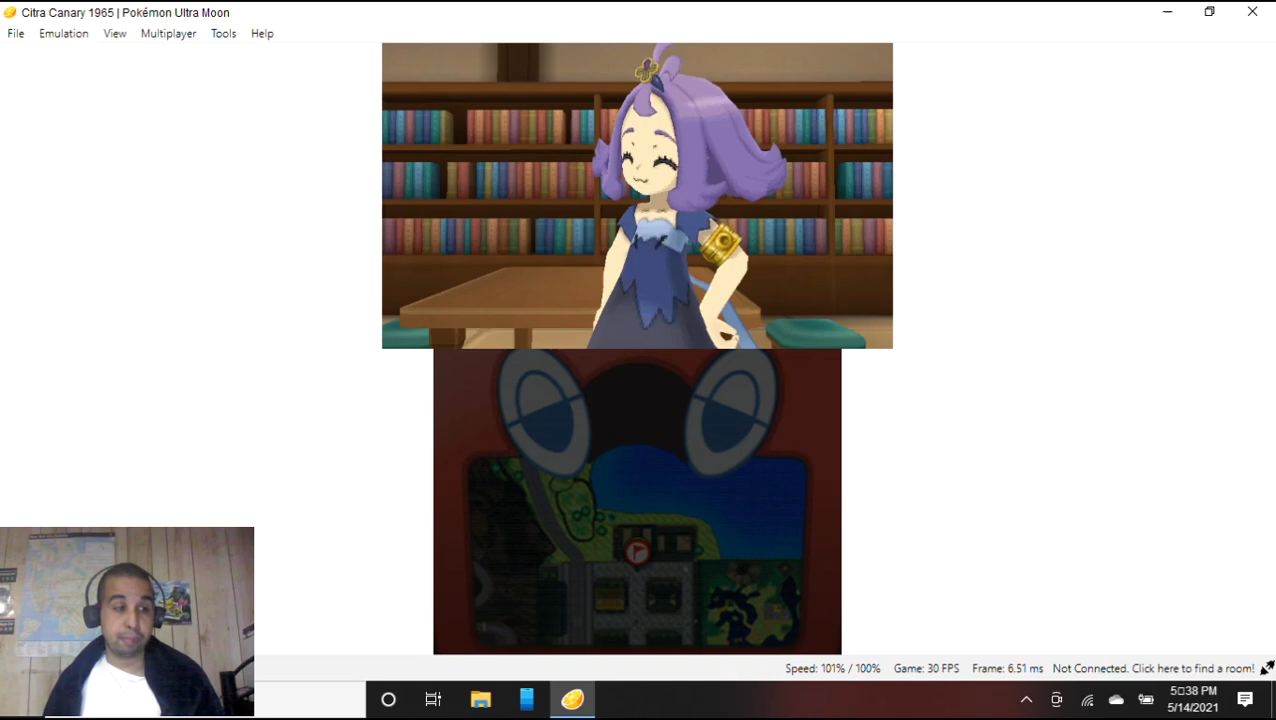 Citra Canary 1965 | Pokémon Ultra Moon
File Emulation View Multiplayer Tools Help
Speed: 101% / 100% Game: 30 FPS Frame: 6.51 ms Not Connected. Click here to find a room!
5:38 PM
5/14/2021